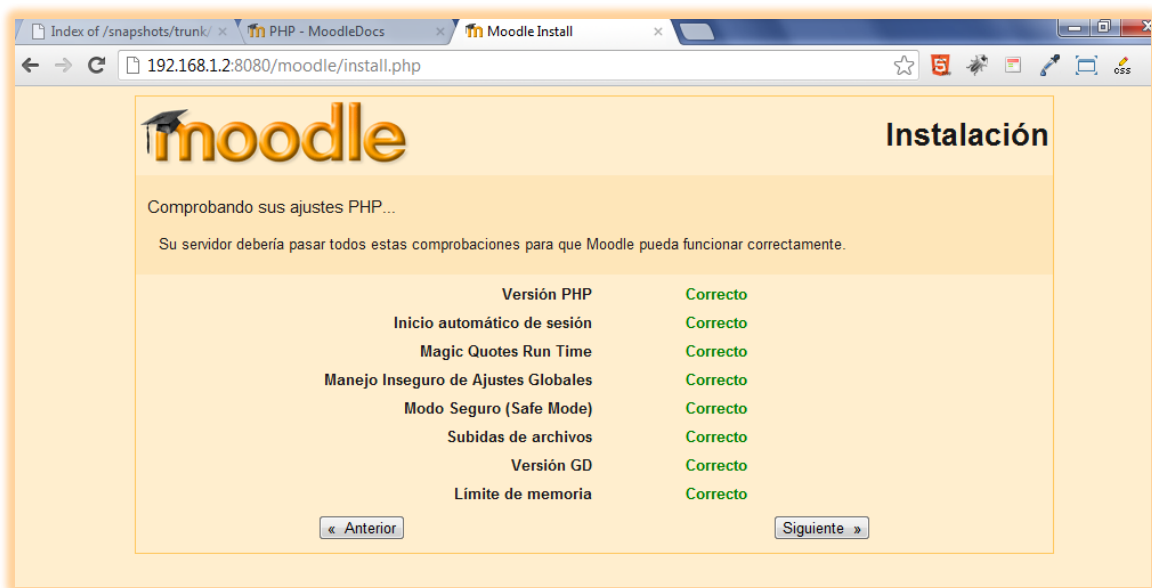 Index of /snapshots/trunk/
PHP - MoodleDocs
Moodle Install
192.168.1.2:8080/moodle/install.php
5
css
moodle
Instalación
Comprobando sus ajustes PHP...
Su servidor debería pasar todos estas comprobaciones para que Moodle pueda funcionar correctamente.
Versión PHP Correcto
Inicio automático de sesión Correcto
Magic Quotes Run Time Correcto
Manejo Inseguro de Ajustes Globales Correcto
Modo Seguro (Safe Mode) Correcto
Subidas de archivos Correcto
Versión GD Correcto
Límite de memoria Correcto
« Anterior
Siguiente »